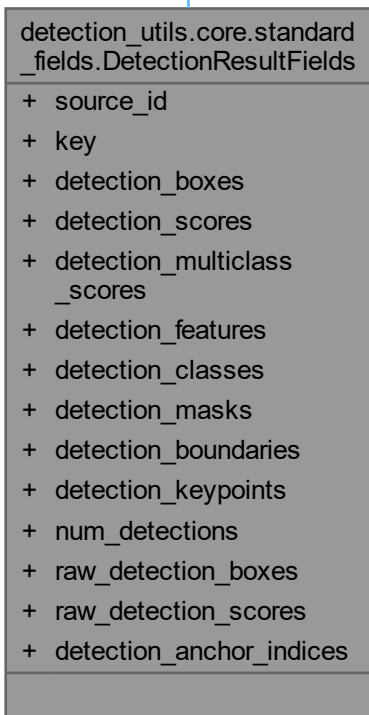 detection_utils.core.standard
_fields.DetectionResultFields
+ source_id
+ key
+ detection_boxes
+ detection_scores
+ detection_multiclass
_scores
+ detection_features
+ detection_classes
+ detection_masks
+ detection_boundaries
+ detection_keypoints
+ num_detections
+ raw_detection_boxes
+ raw_detection_scores
+ detection_anchor_indices